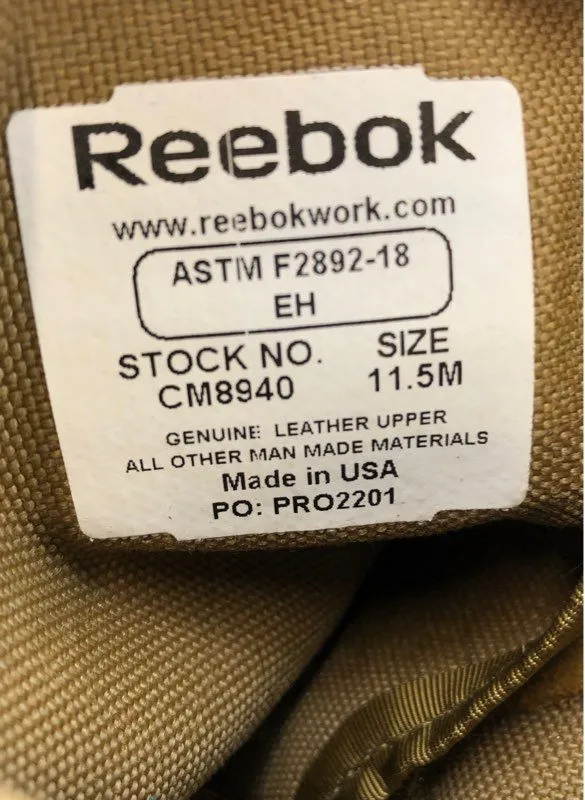 Reebok
www.reebokwork.com
ASTM F2892-18
EH
STOCK NO. SIZE
CM8940 11.5M
GENUINE LEATHER UPPER
ALL OTHER MAN MADE MATERIALS
Made in USA
PO: PRO2201